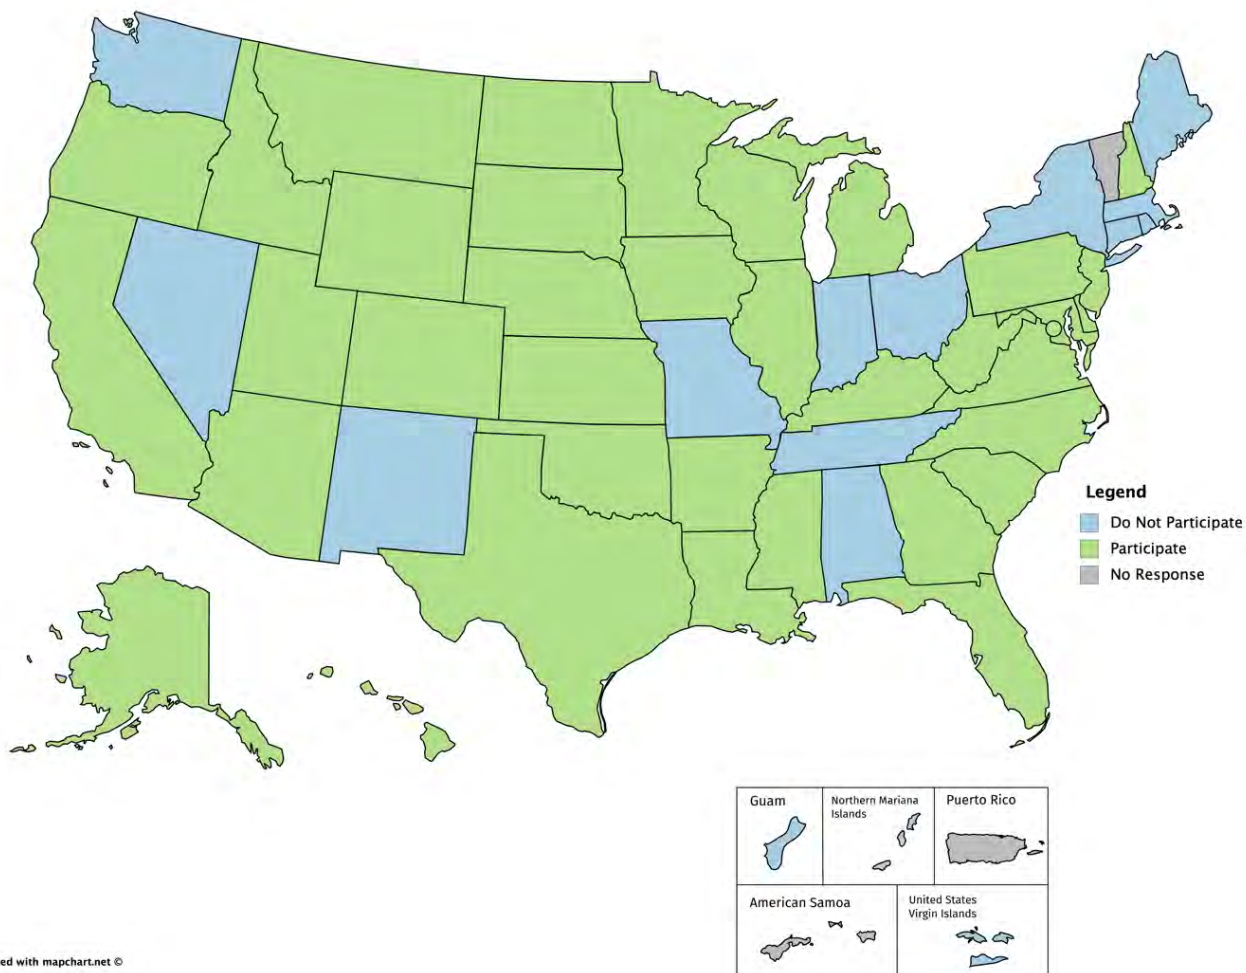 Legend
Do Not Participate
Participate
No Response
Guam
Northern Mariana
Islands
Puerto Rico
American Samoa
United States
Virgin Islands
ed with mapchart.net ©